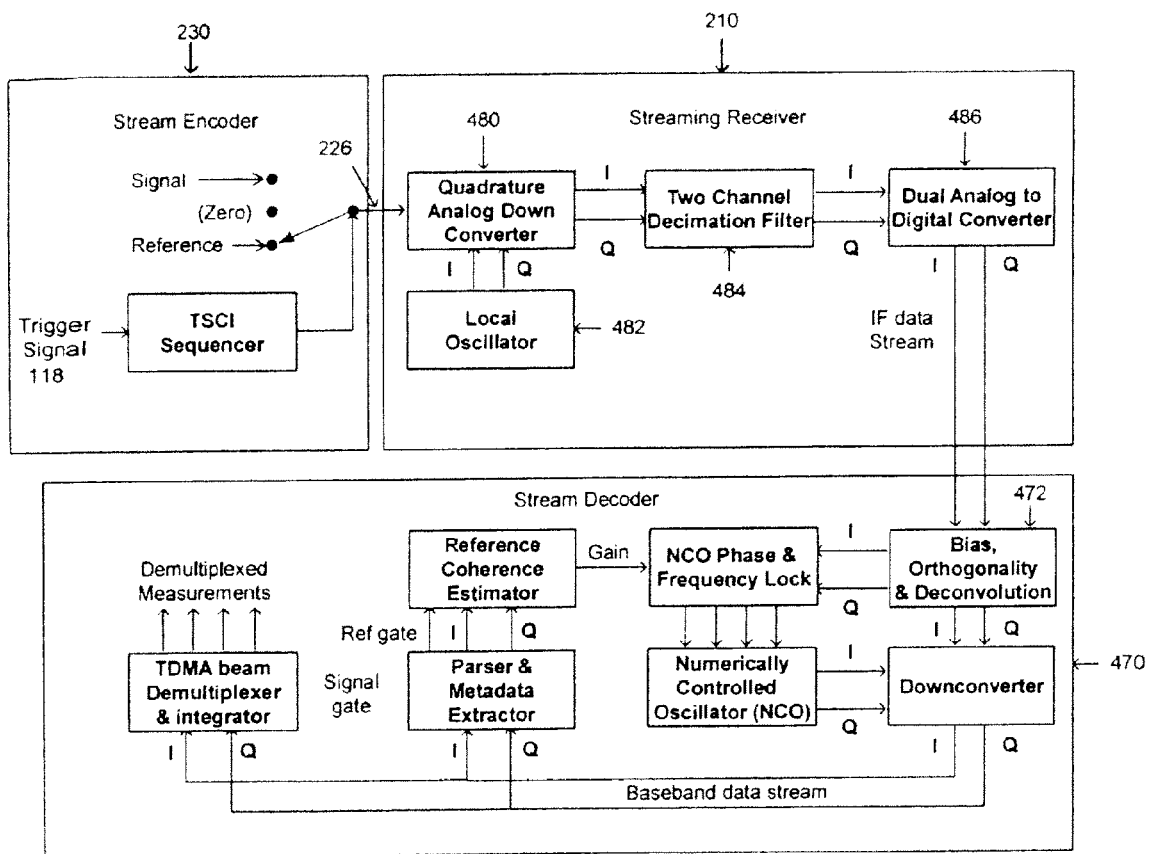 230
210
Stream Encoder
480
Streaming Receiver
486
226
Signal
(Zero)
Reference
Quadrature
Analog Down
Converter
I
Q
Two Channel
Decimation Filter
I
Q
Dual Analog to
Digital Converter
I
Q
I
Q
484
Trigger
Signal
118
TSCI
Sequencer
Local
Oscillator
482
IF data
Stream
Stream Decoder
472
Demultiplexed
Measurements
Reference
Coherence
Estimator
Gain
NCO Phase &
Frequency Lock
I
Q
Bias,
Orthogonality
& Deconvolution
I
Q
Ref gate
I
Q
TDMA beam
Demultiplexer
& integrator
Signal
gate
Parser &
Metadata
Extractor
Numerically
Controlled
Oscillator (NCO)
I
Q
Downconverter
470
I
Q
I
Q
I
Q
Baseband data stream